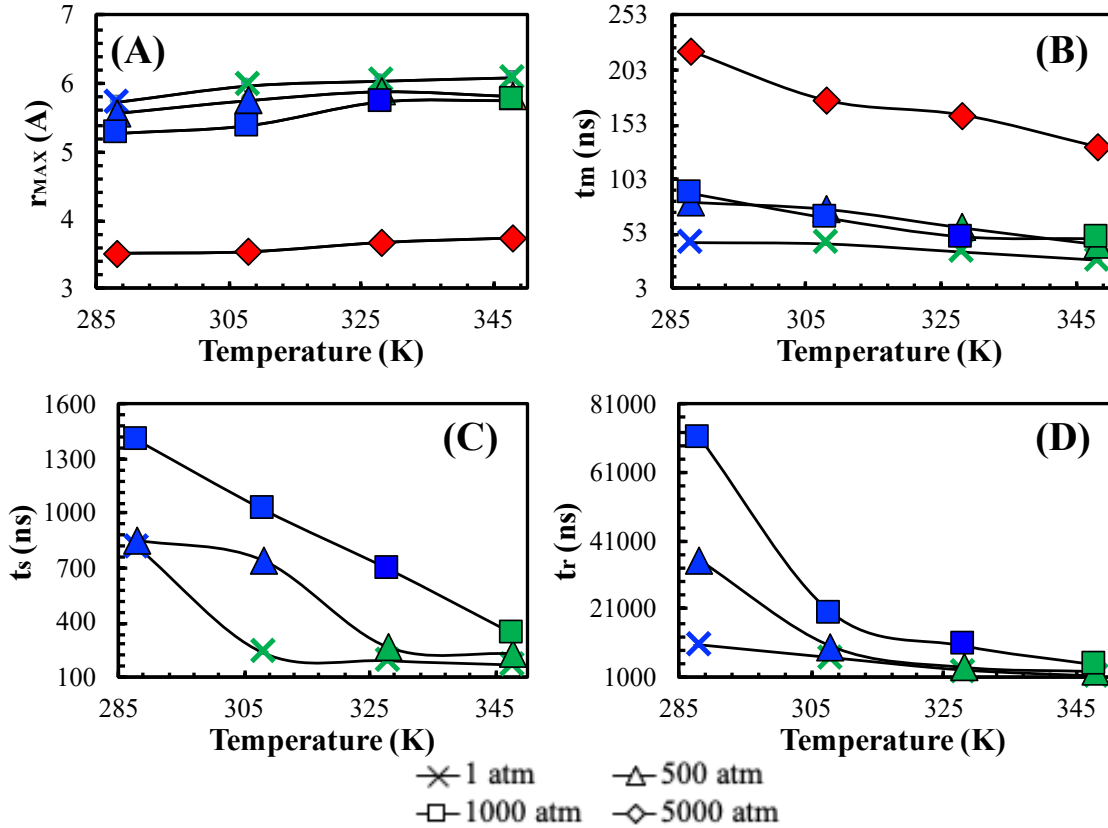 (A)
rMAX (A)
7
6
5
4
3
285 305 325 345
Temperature (K)
(B)
tm (ns)
253
203
153
103
53
3
285 305 325 345
Temperature (K)
(C)
ts (ns)
1600
1300
1000
700
400
100
285 305 325 345
Temperature (K)
(D)
tr (ns)
81000
61000
41000
21000
1000
285 305 325 345
Temperature (K)
1 atm 500 atm
1000 atm 5000 atm